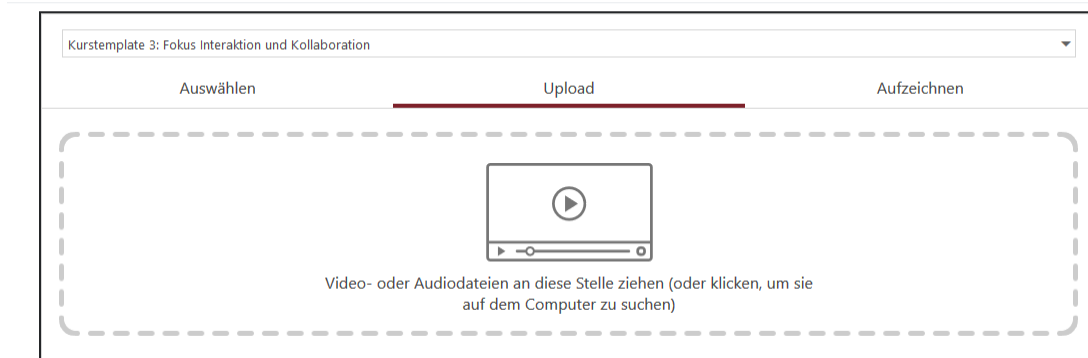 Kurstemplate 3: Fokus Interaktion und Kollaboration
Auswählen
Upload
Aufzeichnen
Video- oder Audiodateien an diese Stelle ziehen (oder klicken, um sie
auf dem Computer zu suchen)